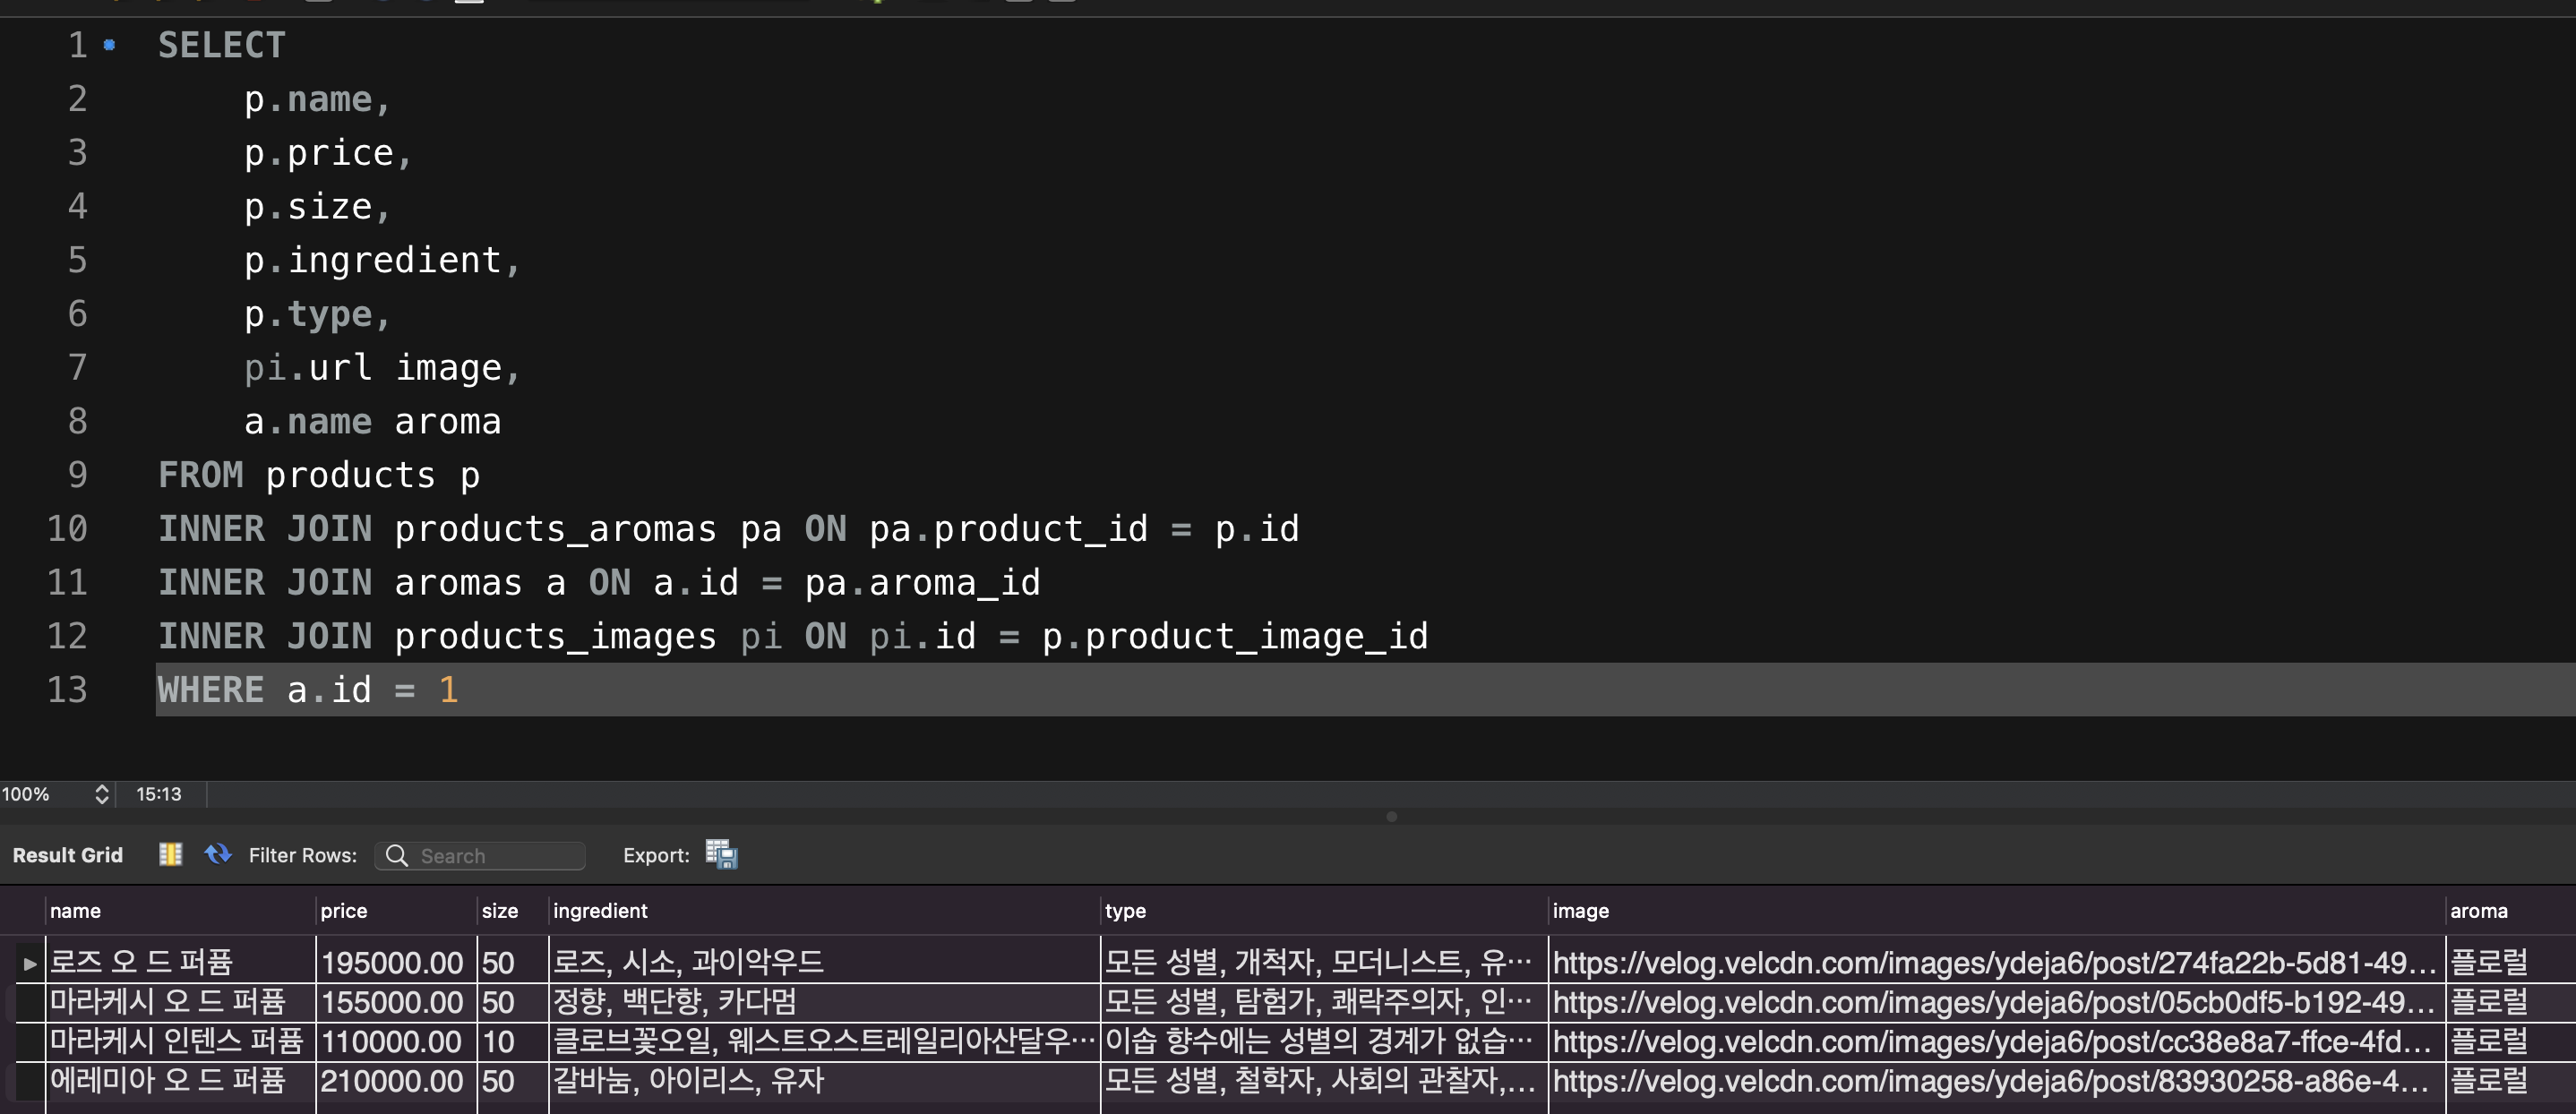 1 SELECT
2 p.name,
3 p.price,
4 p.size,
5 p.ingredient,
6 p.type,
7 pi.url image,
8 a.name aroma
9 FROM products p
10 INNER JOIN products_aromas pa ON pa.product_id = p.id
11 INNER JOIN aromas a ON a.id = pa.aroma_id
12 INNER JOIN products_images pi ON pi.id = p.product_image_id
13 WHERE a.id = 1
100% 15:13
Result Grid Filter Rows: Search Export:
name price size ingredient type image aroma
로즈 오 드 퍼퓸 195000.00 50 로즈, 시소, 과이악우드 모든 성별, 개척자, 모더니스트, 유… https://velog.velcdn.com/images/ydeja6/post/274fa22b-5d81-49... 플로럴
마라케시 오 드 퍼퓸 155000.00 50 정향, 백단향, 카다멈 모든 성별, 탐험가, 쾌락주의자, 인… https://velog.velcdn.com/images/ydeja6/post/05cb0df5-b192-49... 플로럴
마라케시 인텐스 퍼퓸 110000.00 10 클로브꽃오일, 웨스트오스트레일리아산달우… 이솝 향수에는 성별의 경계가 없습… https://velog.velcdn.com/images/ydeja6/post/cc38e8a7-ffce-4fd... 플로럴
에레미아 오 드 퍼퓸 210000.00 50 갈바눔, 아이리스, 유자 모든 성별, 철학자, 사회의 관찰자,... https://velog.velcdn.com/images/ydeja6/post/83930258-a86e-4... 플로럴